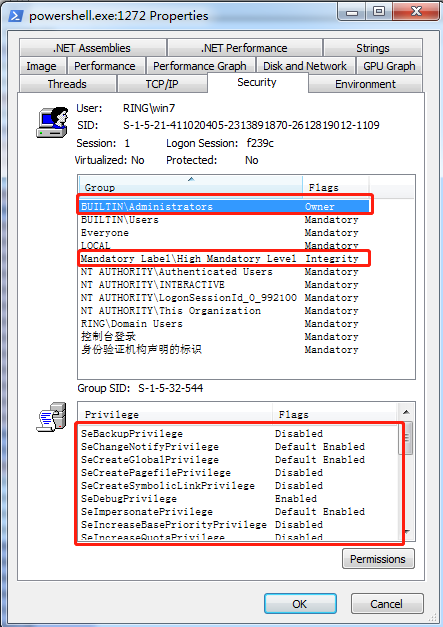 powershell.exe:1272 Properties
.NET Assemblies .NET Performance Strings
Image Performance Performance Graph Disk and Network GPU Graph
Threads TCP/IP Security Environment
User: RING\win7
SID: S-1-5-21-411020405-2313891870-2612819012-1109
Session: 1 Logon Session: f239c
Virtualized: No Protected: No
Group Flags
BUILTIN\Administrators Owner
BUILTIN\Users Mandatory
Everyone Mandatory
LOCAL Mandatory
Mandatory Label\High Mandatory Level Integrity
NT AUTHORITY\Authenticated Users Mandatory
NT AUTHORITY\INTERACTIVE Mandatory
NT AUTHORITY\LogonSessionId_0_992100 Mandatory
NT AUTHORITY\This Organization Mandatory
RING\Domain Users Mandatory
控制台登录 Mandatory
身份验证机构声明的标识 Mandatory
Group SID: S-1-5-32-544
Privilege Flags
SeBackupPrivilege Disabled
SeChangeNotifyPrivilege Default Enabled
SeCreateGlobalPrivilege Default Enabled
SeCreatePagefilePrivilege Disabled
SeCreateSymbolicLinkPrivilege Disabled
SeDebugPrivilege Enabled
SeImpersonatePrivilege Default Enabled
SeIncreaseBasePriorityPrivilege Disabled
SeIncreaseQuotaPrivilege Disabled
Permissions
OK Cancel